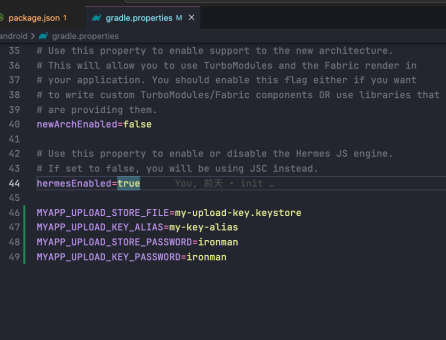 package.json 1
gradle.properties M
android > gradle.properties
35 # Use this property to enable support to the new architecture.
36 # This will allow you to use TurboModules and the Fabric render in
37 # your application. You should enable this flag either if you want
38 # to write custom TurboModules/Fabric components OR use libraries that
39 # are providing them.
40 newArchEnabled=false
41
42 # Use this property to enable or disable the Hermes JS engine.
43 # If set to false, you will be using JSC instead.
44 hermesEnabled=true You, 前天 • init …
45
46 MYAPP_UPLOAD_STORE_FILE=my-upload-key.keystore
47 MYAPP_UPLOAD_KEY_ALIAS=my-key-alias
48 MYAPP_UPLOAD_STORE_PASSWORD=ironman
49 MYAPP_UPLOAD_KEY_PASSWORD=ironman